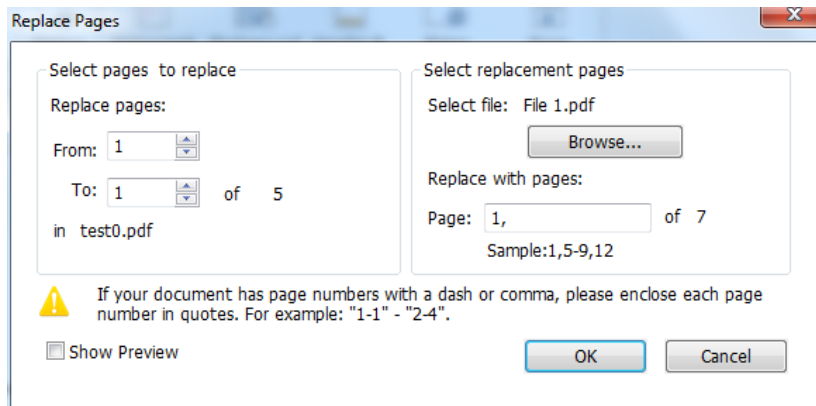 Replace Pages
Select pages to replace
Replace pages:
From: 1
To: 1 of 5
in test0.pdf
Select replacement pages
Select file: File 1.pdf
Browse...
Replace with pages:
Page: 1, of 7
Sample:1,5-9,12
If your document has page numbers with a dash or comma, please enclose each page
number in quotes. For example: "1-1" - "2-4".
Show Preview
OK
Cancel